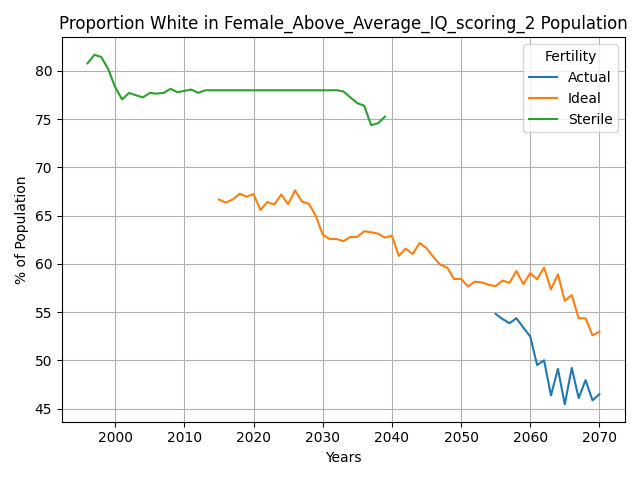 Proportion White in Female_Above_Average_IQ_scoring_2 Population
Fertility
Actual
Ideal
Sterile
% of Population
80
75
70
65
60
55
50
45
2000
2010
2020
2030
2040
2050
2060
2070
Years